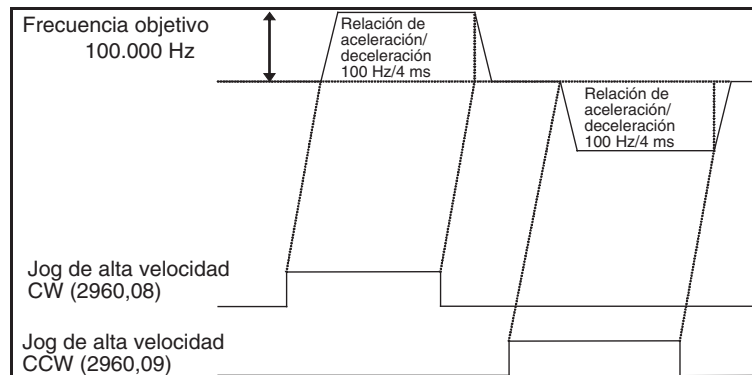 Frecuencia objetivo
100.000 Hz
Relación de
aceleración/
deceleración
100 Hz/4 ms
Relación de
aceleración/
deceleración
100 Hz/4 ms
Jog de alta velocidad
CW (2960,08)
Jog de alta velocidad
CCW (2960,09)